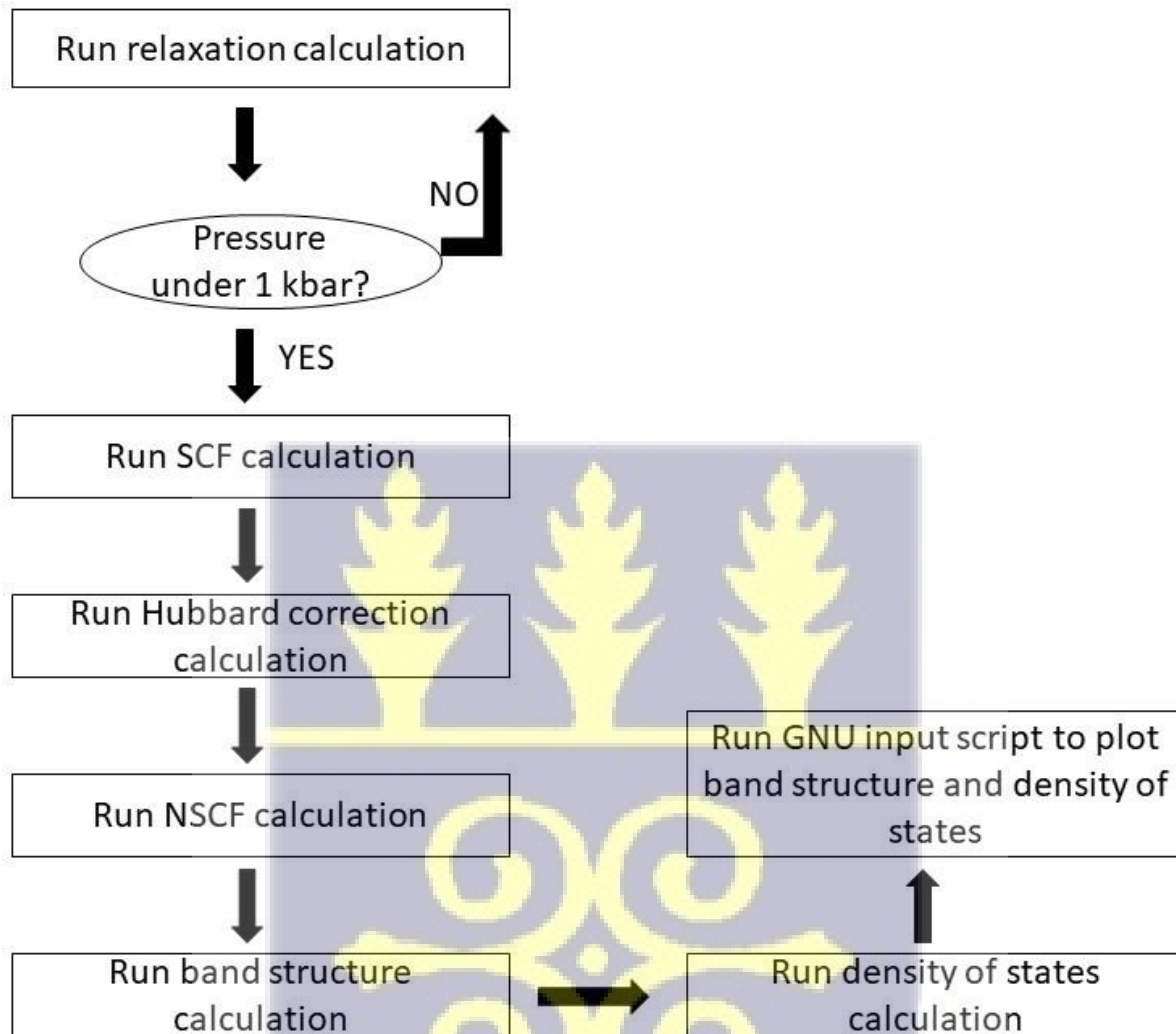 Run relaxation calculation
NO
Pressure
under 1 kbar?
YES
Run SCF calculation
Run Hubbard correction
calculation
Run NSCF calculation
Run band structure
calculation
Run density of states
calculation
Run GNU input script to plot
band structure and density of
states